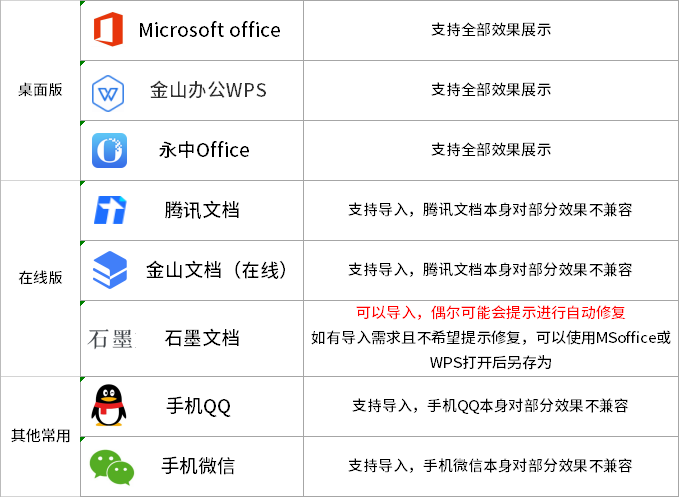 桌面版
Microsoft office
支持全部效果展示
金山办公WPS
支持全部效果展示
永中Office
支持全部效果展示
在线版
腾讯文档
支持导入，腾讯文档本身对部分效果不兼容
金山文档（在线）
支持导入，腾讯文档本身对部分效果不兼容
石墨
石墨文档
可以导入，偶尔可能会提示进行自动修复
如有导入需求且不希望提示修复，可以使用MSoffice或
WPS打开后另存为
其他常用
手机QQ
支持导入，手机QQ本身对部分效果不兼容
手机微信
支持导入，手机微信本身对部分效果不兼容